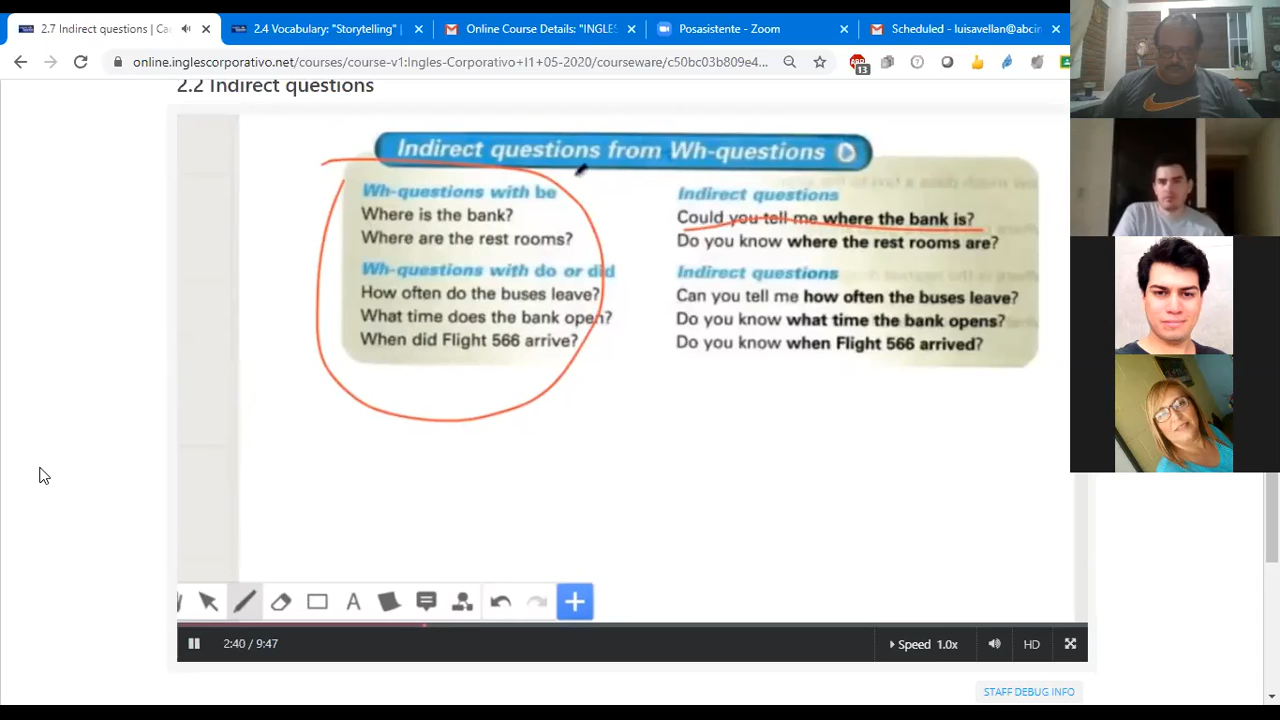 2.7 Indirect questions | Ca
2.4 Vocabulary: "Storytelling" |
Online Course Details: "INGLES
Posasistente - Zoom
Scheduled - luisavellan@abcin
online.inglescorporativo.net/courses/course-v1:Ingles-Corporativo+I1+05-2020/courseware/c50bc03b809e4...
13
2.2 Indirect questions
Indirect questions from Wh-questions
Wh-questions with be
Where is the bank?
Where are the rest rooms?
Wh-questions with do or did
How often do the buses leave?
What time does the bank open?
When did Flight 566 arrive?
Indirect questions
Could you tell me where the bank is?
Do you know where the rest rooms are?
Indirect questions
Can you tell me how often the buses leave?
Do you know what time the bank opens?
Do you know when Flight 566 arrived?
A
2:40 / 9:47
Speed 1.0x
HD
STAFF DEBUG INFO